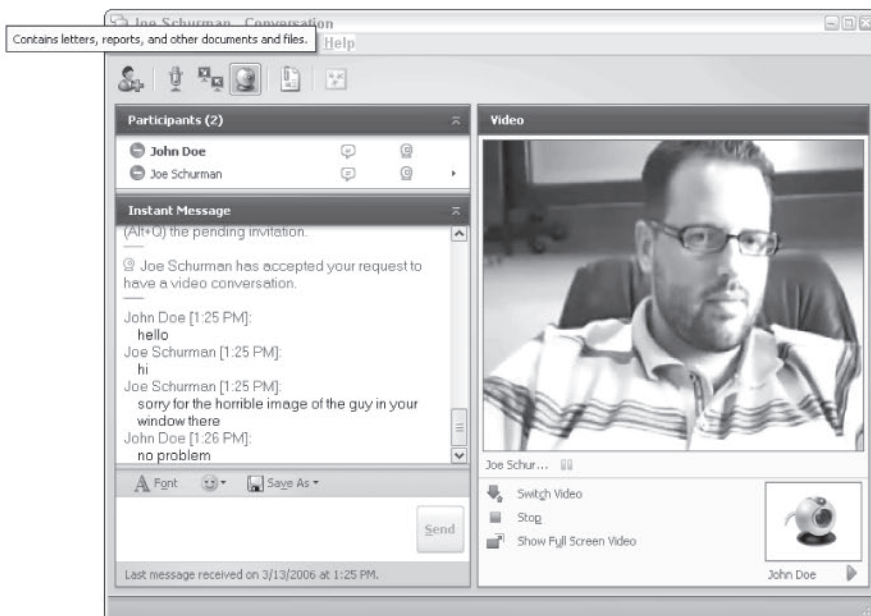 Joe Schurman - Conversation
Contains letters, reports, and other documents and files.
Help
Participants (2)
John Doe
Joe Schurman
Instant Message
(Alt+Q) the pending invitation.
Joe Schurman has accepted your request to
have a video conversation.
John Doe [1:25 PM]:
hello
Joe Schurman [1:25 PM]:
hi
Joe Schurman [1:25 PM]:
sorry for the horrible image of the guy in your
window there
John Doe [1:26 PM]:
no problem
A Font
Save As
Send
Last message received on 3/13/2006 at 1:25 PM.
Video
Joe Schur...
Switch Video
Stop
Show Full Screen Video
John Doe